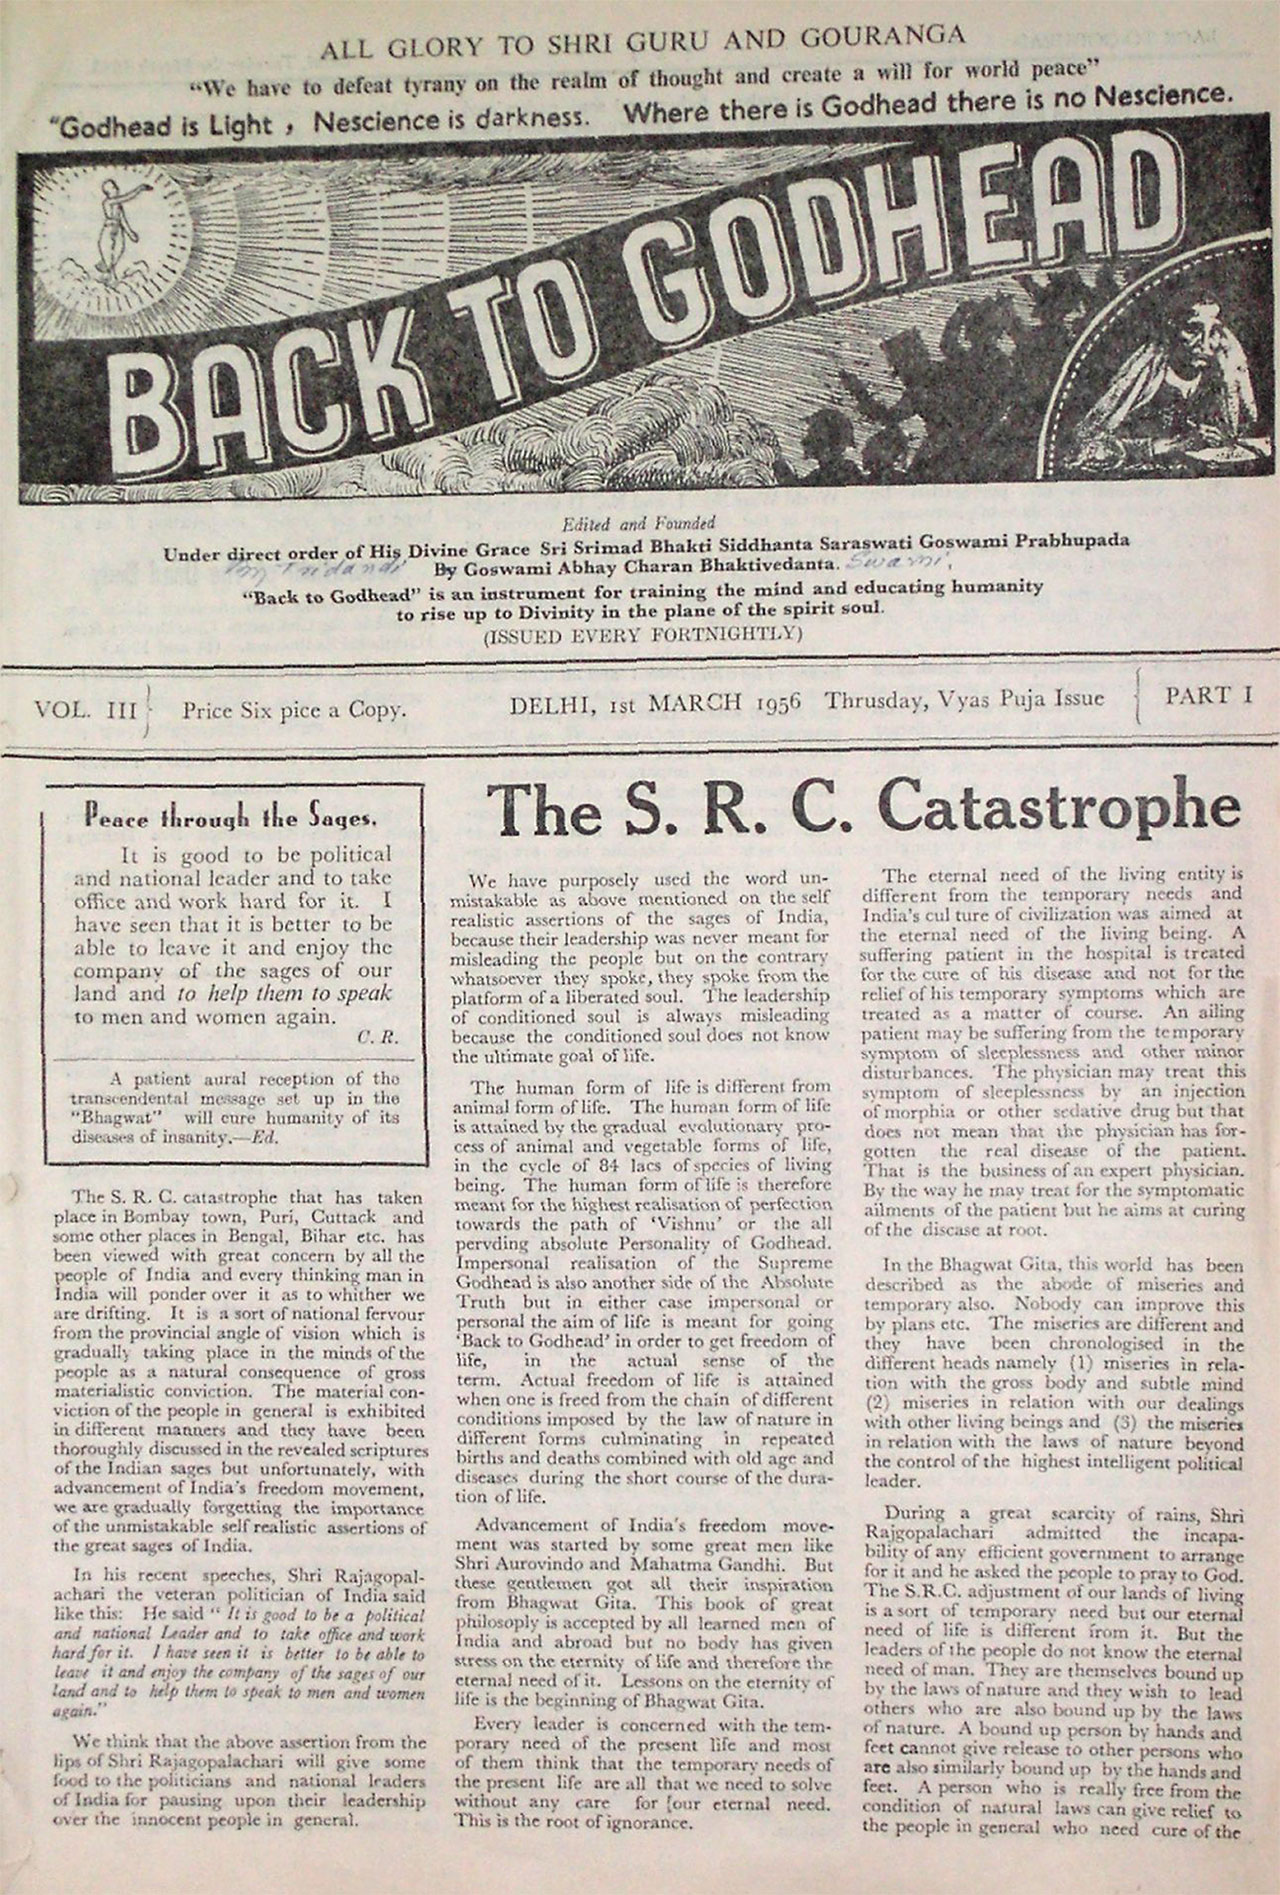 ALL GLORY TO SHRI GURU AND GOURANGA
"We have to defeat tyrany on the realm of thought and create a will for world peace"
"Godhead is Light , Nescience is darkness. Where there is Godhead there is no Nescience.
BACK TO GODHEAD
Edited and Founded
Under direct order of His Divine Grace Sri Srimad Bhakti Siddhanta Saraswati Goswami Prabhupada
By Goswami Abhay Charan Bhaktivedanta. Swami.
Tridandi
"Back to Godhead" is an instrument for training the mind and educating humanity
to rise up to Divinity in the plane of the spirit soul.
(ISSUED EVERY FORTNIGHTLY)
VOL. III Price Six pice a Copy. DELHI, 1st MARCH 1956 Thrusday, Vyas Puja Issue PART I
Peace through the Sages.
It is good to be political
and national leader and to take
office and work hard for it. I
have seen that it is better to be
able to leave it and enjoy the
company of the sages of our
land and to help them to speak
to men and women again.
C. R.
A patient aural reception of the
transcendental message set up in the
"Bhagwat" will cure humanity of its
diseases of insanity.—Ed.
The S. R. C. Catastrophe
The S. R. C. catastrophe that has taken
place in Bombay town, Puri, Cuttack and
some other places in Bengal, Bihar etc. has
been viewed with great concern by all the
people of India and every thinking man in
India will ponder over it as to whither we
are drifting. It is a sort of national fervour
from the provincial angle of vision which is
gradually taking place in the minds of the
people as a natural consequence of gross
materialistic conviction. The material con-
viction of the people in general is exhibited
in different manners and they have been
thoroughly discussed in the revealed scriptures
of the Indian sages but unfortunately, with
advancement of India's freedom movement,
we are gradually forgetting the importance
of the unmistakable self realistic assertions of
the great sages of India.
In his recent speeches, Shri Rajagopal-
achari the veteran politician of India said
like this: He said " It is good to be a political
and national Leader and to take office and work
hard for it. I have seen it is better to be able to
leave it and enjoy the company of the sages of our
land and to help them to speak to men and women
again."
We think that the above assertion from the
lips of Shri Rajagopalachari will give some
food to the politicians and national leaders
of India for pausing upon their leadership
over the innocent people in general.
We have purposely used the word un-
mistakable as above mentioned on the self
realistic assertions of the sages of India,
because their leadership was never meant for
misleading the people but on the contrary
whatsoever they spoke, they spoke from the
platform of a liberated soul. The leadership
of conditioned soul is always misleading
because the conditioned soul does not know
the ultimate goal of life.
The human form of life is different from
animal form of life. The human form of life
is attained by the gradual evolutionary pro-
cess of animal and vegetable forms of life,
in the cycle of 84 lacs of species of living
being. The human form of life is therefore
meant for the highest realisation of perfection
towards the path of 'Vishnu' or the all
pervding absolute Personality of Godhead.
Impersonal realisation of the Supreme
Godhead is also another side of the Absolute
Truth but in either case impersonal or
personal the aim of life is meant for going
'Back to Godhead' in order to get freedom of
life, in the actual sense of the
term. Actual freedom of life is attained
when one is freed from the chain of different
conditions imposed by the law of nature in
different forms culminating in repeated
births and deaths combined with old age and
diseases during the short course of the dura-
tion of life.
Advancement of India's freedom move-
ment was started by some great men like
Shri Aurovindo and Mahatma Gandhi. But
these gentlemen got all their inspiration
from Bhagwat Gita. This book of great
philosoply is accepted by all learned men of
India and abroad but no body has given
stress on the eternity of life and therefore the
eternal need of it. Lessons on the eternity of
life is the beginning of Bhagwat Gita.
Every leader is concerned with the tem-
porary need of the present life and most
of them think that the temporary needs of
the present life are all that we need to solve
without any care for [our eternal need.
This is the root of ignorance.
The eternal need of the living entity is
different from the temporary needs and
India's cul ture of civilization was aimed at
the eternal need of the living being. A
suffering patient in the hospital is treated
for the cure of his disease and not for the
relief of his temporary symptoms which are
treated as a matter of course. An ailing
patient may be suffering from the temporary
symptom of sleeplessness and other minor
disturbances. The physician may treat this
symptom of sleeplessness by an injection
of morphia or other sedative drug but that
does not mean that the physician has for-
gotten the real disease of the patient.
That is the business of an expert physician.
By the way he may treat for the symptomatic
ailments of the patient but he aims at curing
of the disease at root.
In the Bhagwat Gita, this world has been
described as the abode of miseries and
temporary also. Nobody can improve this
by plans etc. The miseries are different and
they have been chronologised in the
different heads namely (1) miseries in rela-
tion with the gross body and subtle mind
(2) miseries in relation with our dealings
with other living beings and (3) the miseries
in relation with the laws of nature beyond
the control of the highest intelligent political
leader.
During a great scarcity of rains, Shri
Rajgopalachari admitted the incapa-
bility of any efficient government to arrange
for it and he asked the people to pray to God.
The S.R.C. adjustment of our lands of living
is a sort of temporary need but our eternal
need of life is different from it. But the
leaders of the people do not know the eternal
need of man. They are themselves bound up
by the laws of nature and they wish to lead
others who are also bound up by the laws
of nature. A bound up person by hands and
feet cannot give release to other persons who
are also similarly bound up by the hands and
feet. A person who is really free from the
condition of natural laws can give relief to
the people in general who need cure of the